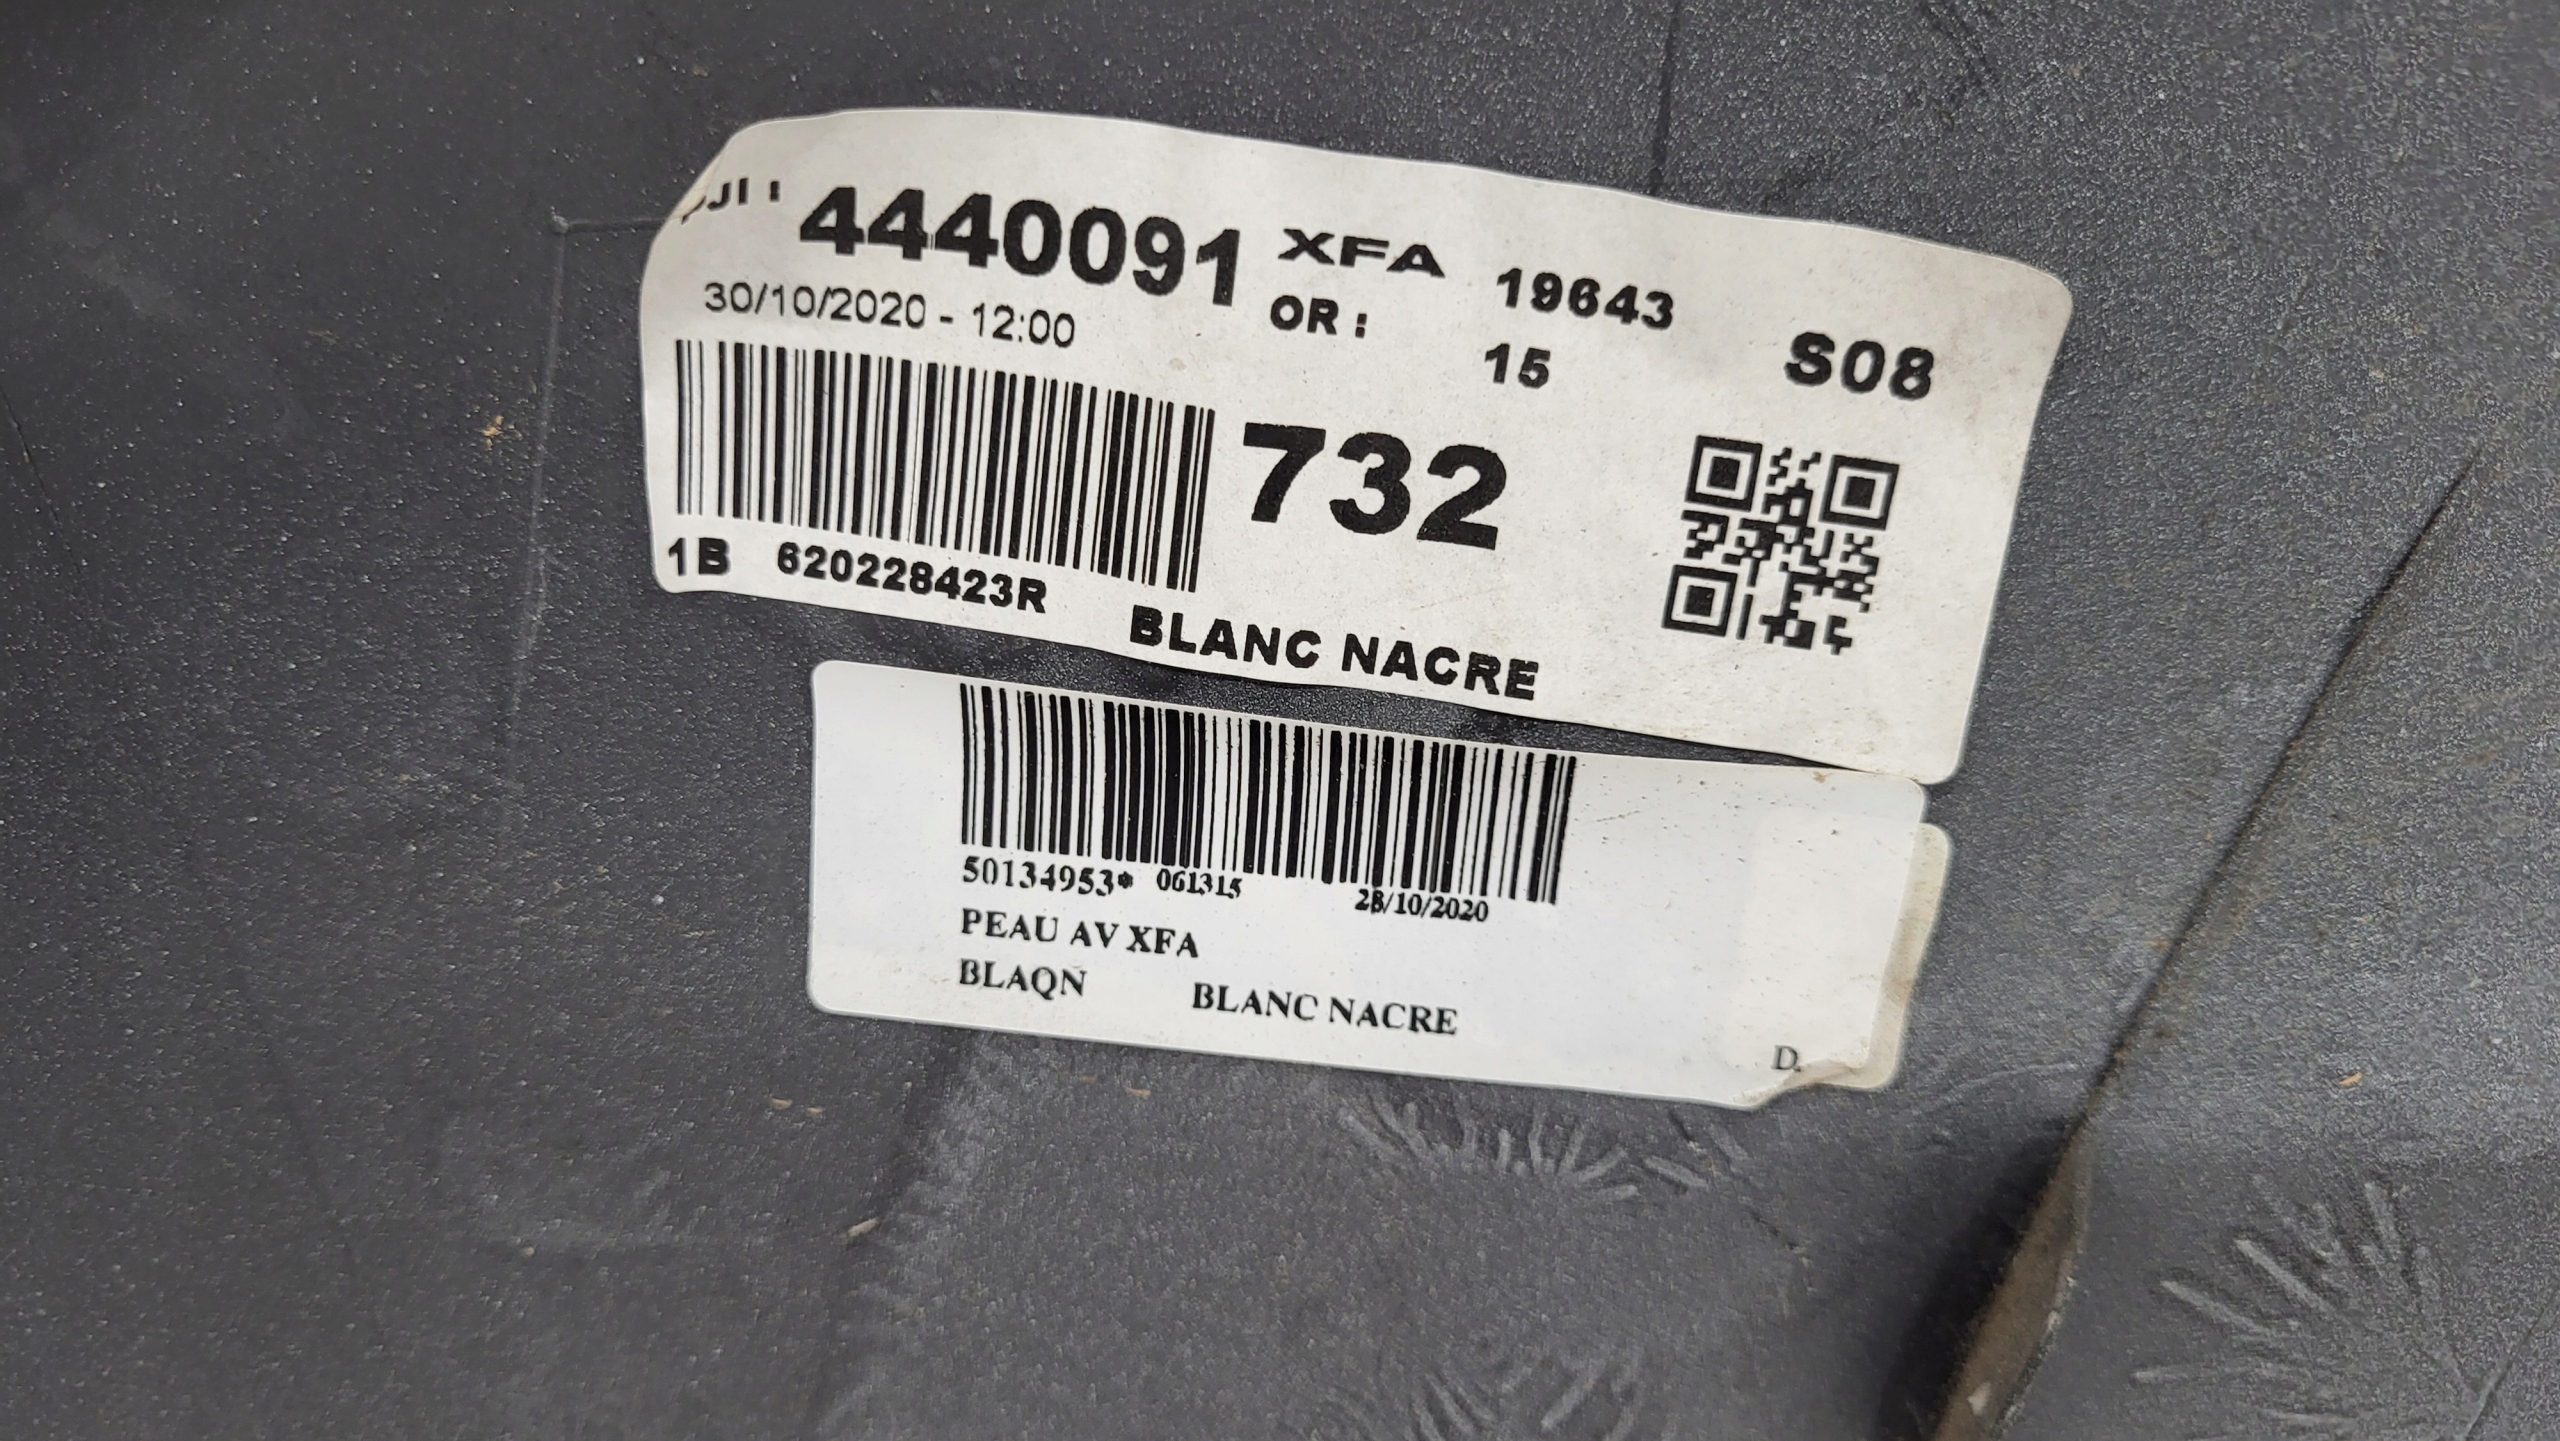 PJI : 4440091 XFA 19643
30/10/2020 - 12:00 OR : 15 S08
732
1B 620228423R BLANC NACRE
50134953* 061315 28/10/2020
PEAU AV XFA
BLAQN BLANC NACRE
D.